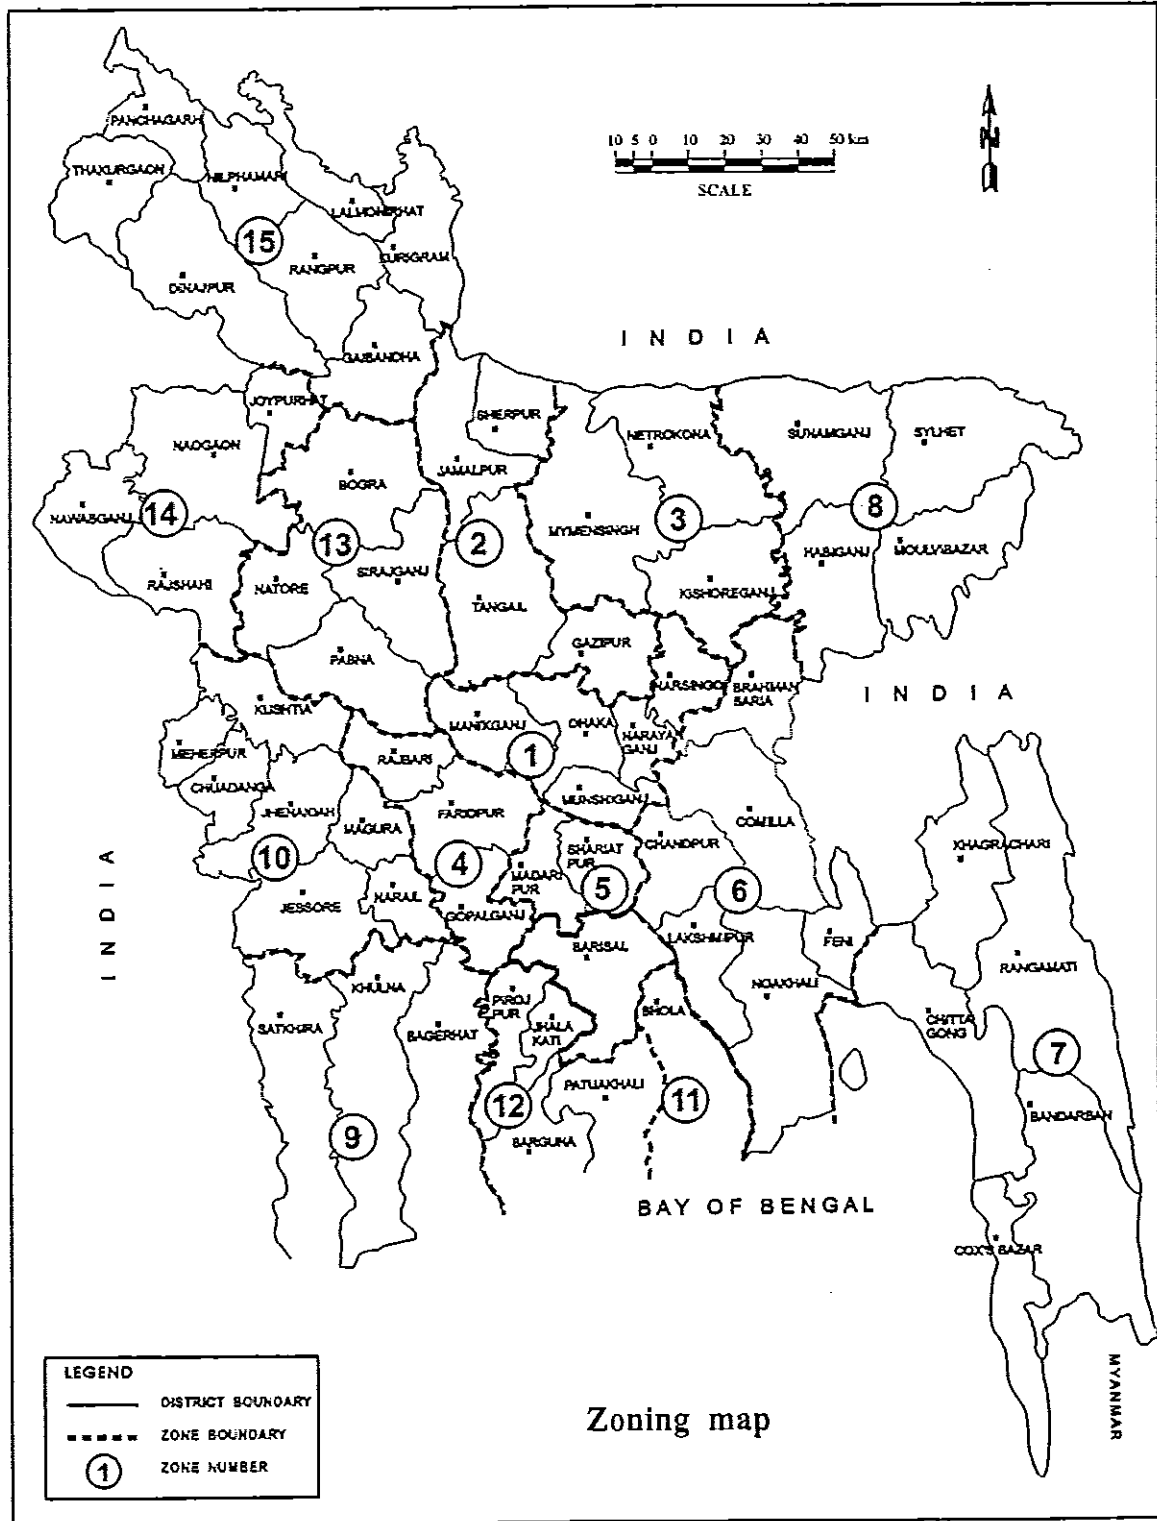 10 5 0 10 20 30 40 50 km
SCALE
N
PANCHAGARH
THAKURGAON
NILPHAMARI
LALMONIRHAT
15
RANGPUR
KURIGRAM
DINAJPUR
GAIBANDHA
INDIA
JOYPURHAT
SHERPUR
NETROKONA
SUNAMGANJ
SYLHET
NAOGAON
JAMALPUR
BOGRA
NAWABGANJ
14
13
2
3
8
MYMENSINGH
HABIGANJ
MOULVIBAZAR
RAJSHAHI
NATORE
SIRAJGANJ
KISHOREGANJ
TANGAIL
GAZIPUR
PABNA
NARSINGDI
BRAHMAN
BARIA
INDIA
KUSHTIA
MANIKGANJ
DHAKA
NARAYA
GANJ
MEHERPUR
RAJBARI
1
CHUADANGA
MUNSHIGANJ
JHENAIDAH
MAGURA
FARIDPUR
COMILLA
CHANDPUR
SHARIAT
PUR
KHAGRACHARI
INDIA
10
4
MADARI
PUR
5
6
JESSORE
NARAIL
GOPALGANJ
LAKSHMIPUR
FENI
BARISAL
RANGAMATI
KHULNA
PIROJ
PUR
NOAKHALI
BHOLA
SATKHIRA
BAGERHAT
JHALA
KATI
CHITTA
GONG
7
PATUAKHALI
12
11
BANDARBAN
9
BARGUNA
BAY OF BENGAL
COX'S BAZAR
MYANMAR
LEGEND
DISTRICT BOUNDARY
ZONE BOUNDARY
1 ZONE NUMBER
Zoning map